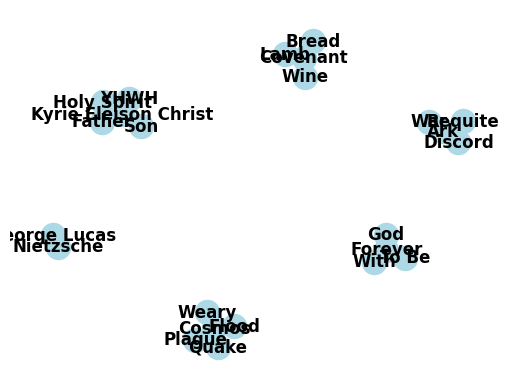 Bread
Lamb
Covenant
Wine
YHWH
Holy Spirit
Kyrie Eleison Christ
Father
Son
War
Requite
Ark
Discord
eorge Lucas
Nietzsche
God
Forever
With
To Be
Weary
Cosmos
Flood
Plague
Quake